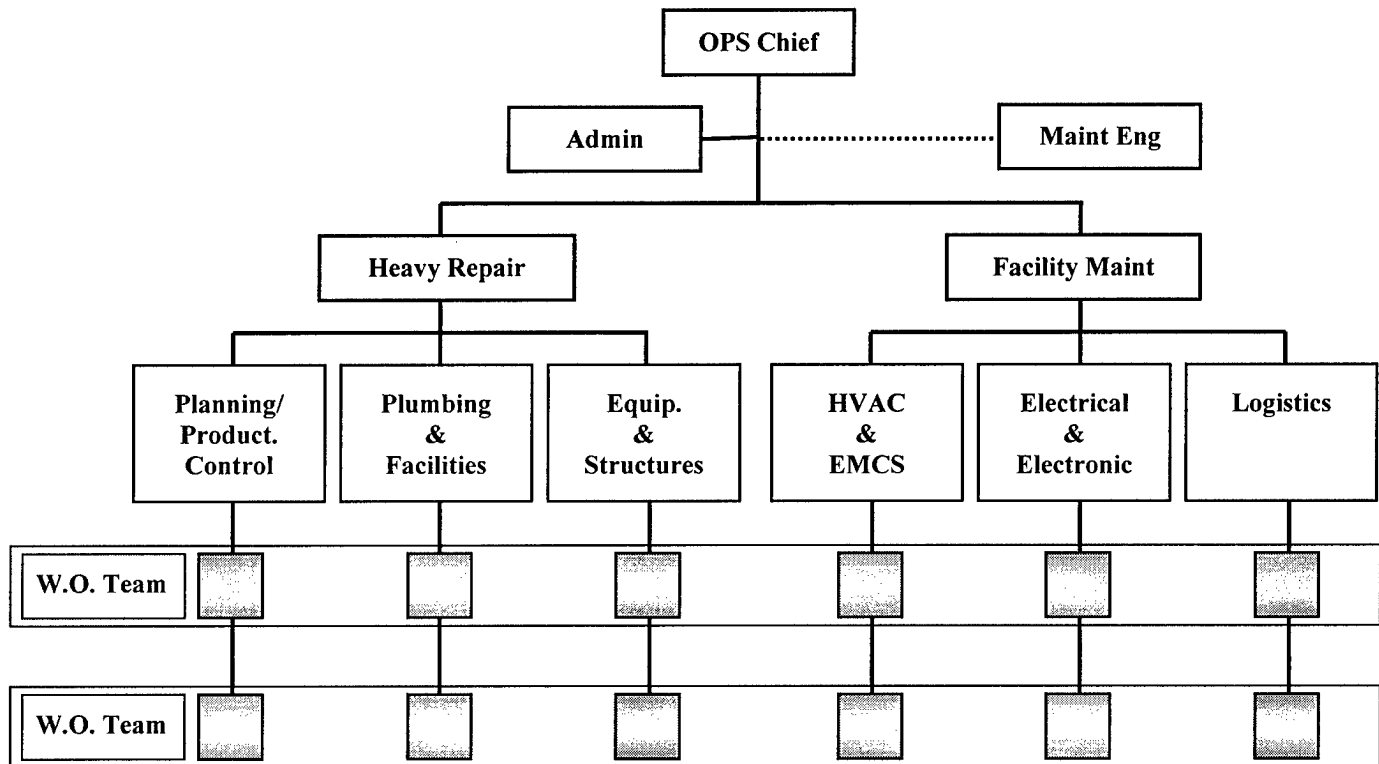 OPS Chief
Admin
Maint Eng
Heavy Repair
Facility Maint
Planning/
Product.
Control
Plumbing
&
Facilities
Equip.
&
Structures
HVAC
&
EMCS
Electrical
&
Electronic
Logistics
W.O. Team
W.O. Team